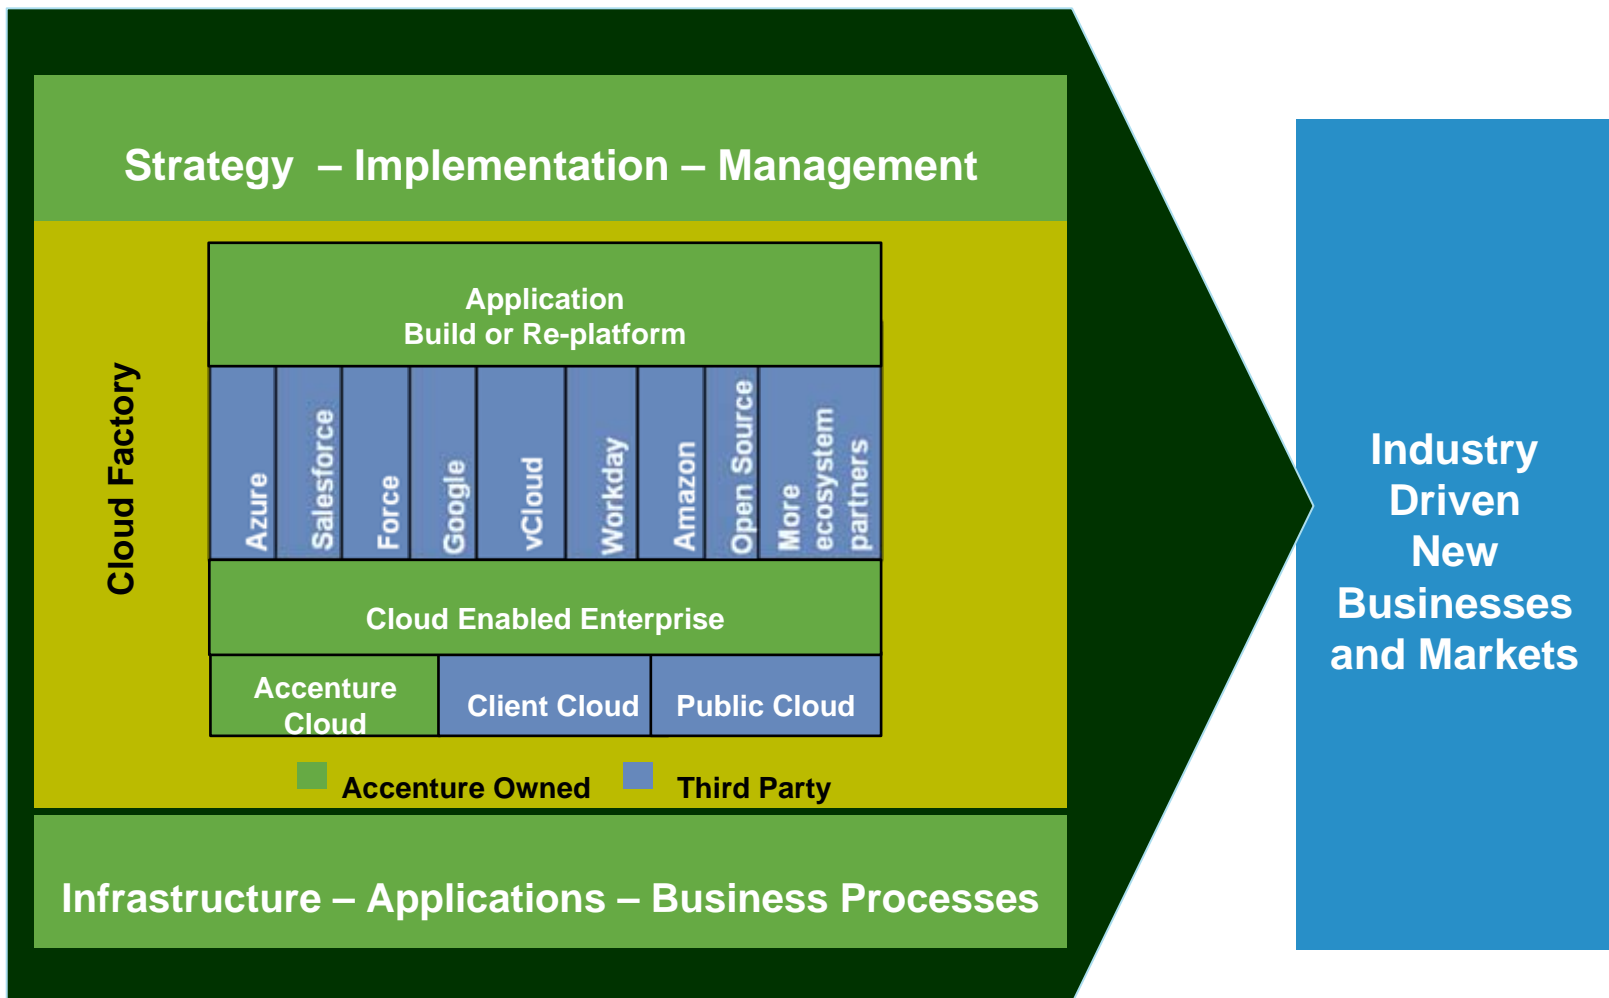 Strategy – Implementation – Management
Cloud Factory
Application
Build or Re-platform
Azure
Salesforce
Force
Google
vCloud
Workday
Amazon
Open Source
More
ecosystem
partners
Cloud Enabled Enterprise
Accenture
Cloud
Client Cloud
Public Cloud
Accenture Owned
Third Party
Infrastructure – Applications – Business Processes
Industry
Driven
New
Businesses
and Markets